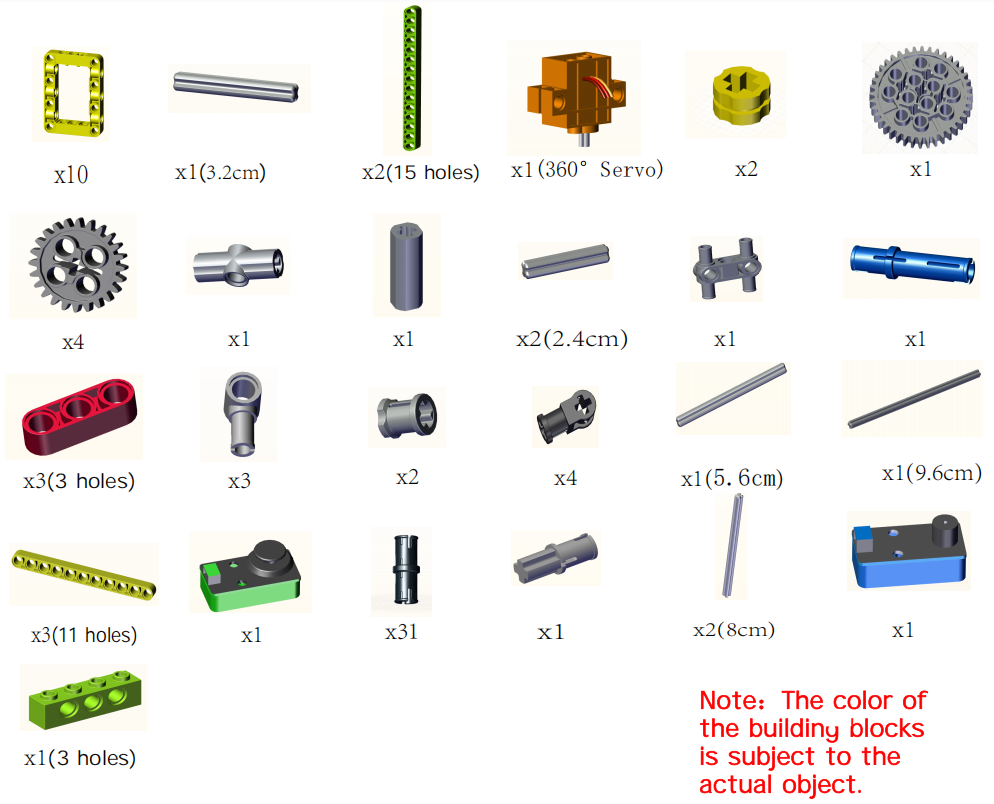 x10
x1(3.2cm)
x2(15 holes)
x1(360° Servo)
x2
x1
x4
x1
x1
x2(2.4cm)
x1
x1
x3(3 holes)
x3
x2
x4
x1(5.6cm)
x1(9.6cm)
x3(11 holes)
x1
x31
x1
x2(8cm)
x1
x1(3 holes)
Note: The color of
the buildiny blocks
is subject to the
actual object.